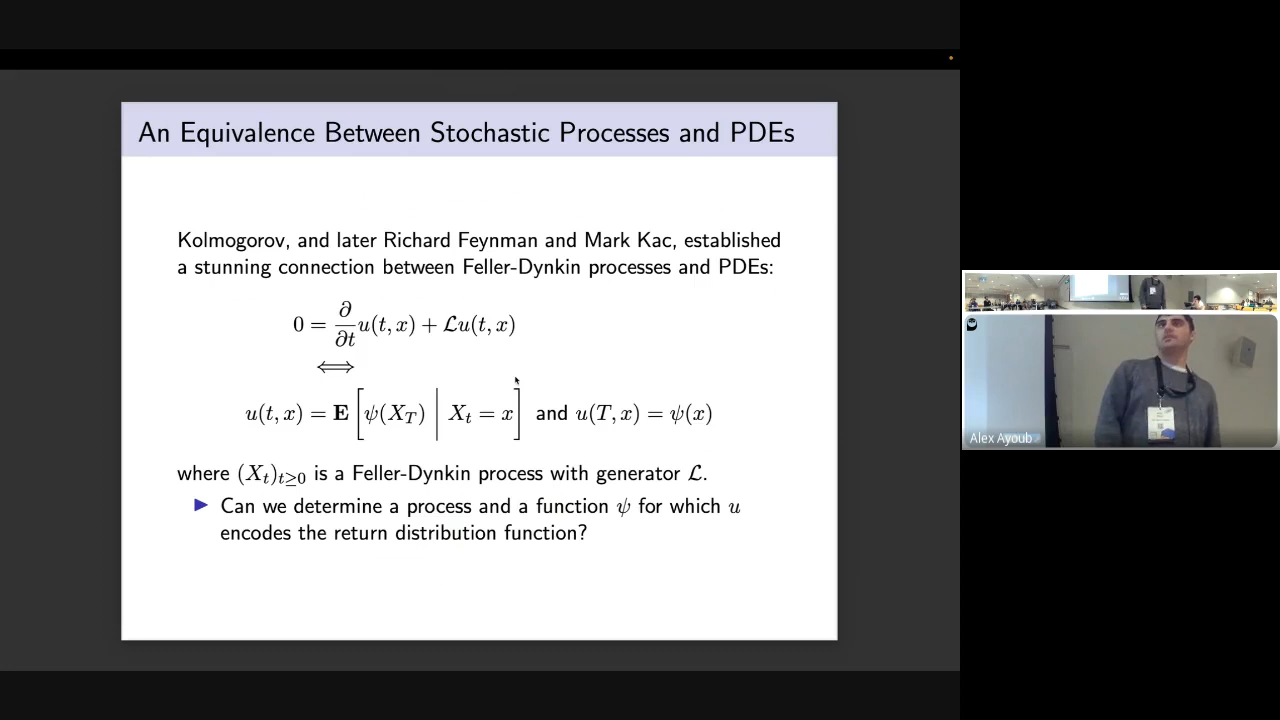 An Equivalence Between Stochastic Processes and PDEs
Kolmogorov, and later Richard Feynman and Mark Kac, established
a stunning connection between Feller-Dynkin processes and PDEs:
0 = ∂/∂t u(t, x) + ℒu(t, x)
⟺
u(t, x) = E[ψ(X_T) | X_t = x] and u(T, x) = ψ(x)
where (X_t)_{t≥0} is a Feller-Dynkin process with generator ℒ.
▶ Can we determine a process and a function ψ for which u
encodes the return distribution function?
Alex Ayoub